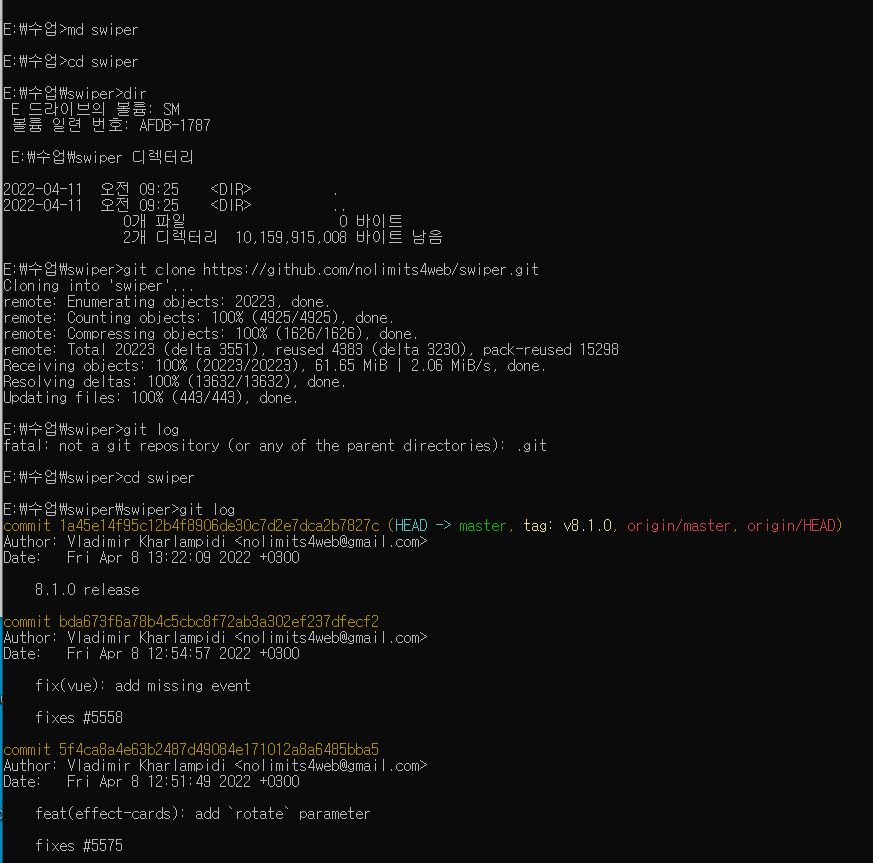 E:₩수업>md swiper
E:₩수업>cd swiper
E:₩수업₩swiper>dir
 E 드라이브의 볼륨: SM
 볼륨 일련 번호: AFDB-1787
 E:₩수업₩swiper 디렉터리
2022-04-11  오전 09:25    <DIR>          .
2022-04-11  오전 09:25    <DIR>          ..
               0개 파일                   0 바이트
               2개 디렉터리  10,159,915,008 바이트 남음
E:₩수업₩swiper>git clone https://github.com/nolimits4web/swiper.git
Cloning into 'swiper'...
remote: Enumerating objects: 20223, done.
remote: Counting objects: 100% (4925/4925), done.
remote: Compressing objects: 100% (1626/1626), done.
remote: Total 20223 (delta 3551), reused 4383 (delta 3230), pack-reused 15298
Receiving objects: 100% (20223/20223), 61.65 MiB | 2.06 MiB/s, done.
Resolving deltas: 100% (13632/13632), done.
Updating files: 100% (443/443), done.
E:₩수업₩swiper>git log
fatal: not a git repository (or any of the parent directories): .git
E:₩수업₩swiper>cd swiper
E:₩수업₩swiper₩swiper>git log
commit 1a45e14f95c12b4f8906de30c7d2e7dca2b7827c (HEAD -> master, tag: v8.1.0, origin/master, origin/HEAD)
Author: Vladimir Kharlampidi <nolimits4web@gmail.com>
Date:   Fri Apr 8 13:22:09 2022 +0300
    8.1.0 release
commit bda673f6a78b4c5cbc8f72ab3a302ef237dfecf2
Author: Vladimir Kharlampidi <nolimits4web@gmail.com>
Date:   Fri Apr 8 12:54:57 2022 +0300
    fix(vue): add missing event
    fixes #5558
commit 5f4ca8a4e63b2487d49084e171012a8a6485bba5
Author: Vladimir Kharlampidi <nolimits4web@gmail.com>
Date:   Fri Apr 8 12:51:49 2022 +0300
    feat(effect-cards): add `rotate` parameter
    fixes #5575